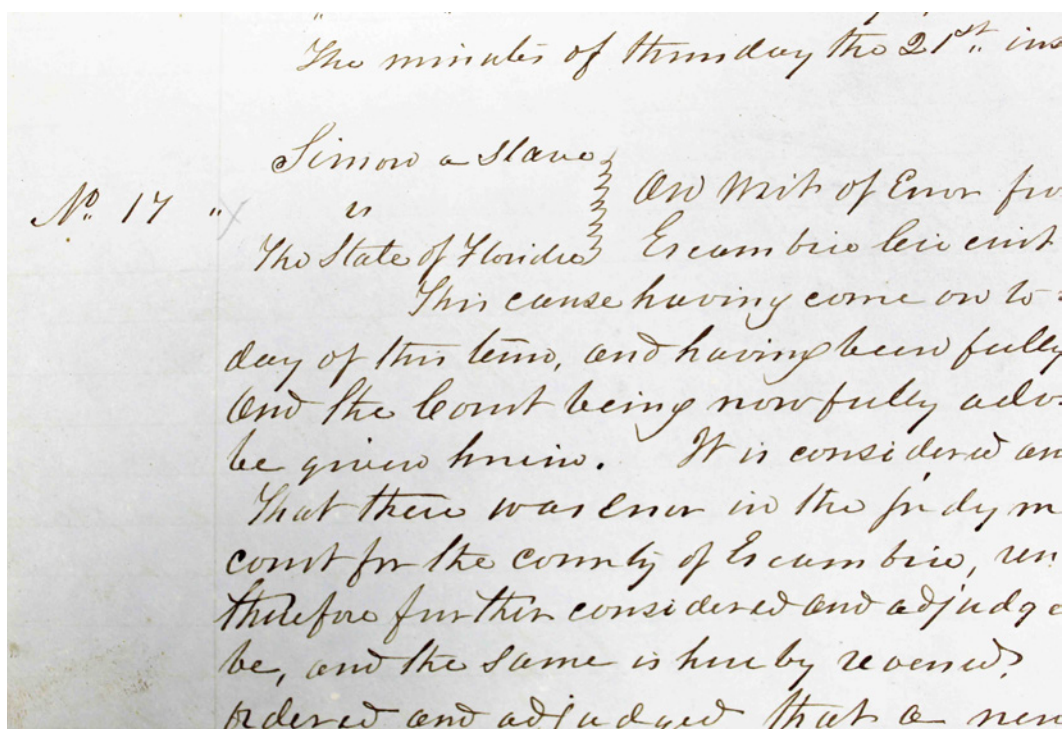 The minutes of thursday the 21st ins
Simon a Slave
No. 17 " vs
On Writ of Error fro
The State of Florida
Escambia Circuit
This cause having come on to
day of this term, and having been fully
And the Court being now fully advi
be given herein. It is considered an
That there was error in the judgm
court for the county of Escambia, ren
therefore further considered and adjudge
be, and the same is hereby reversed.
ordered and adjudged that a new